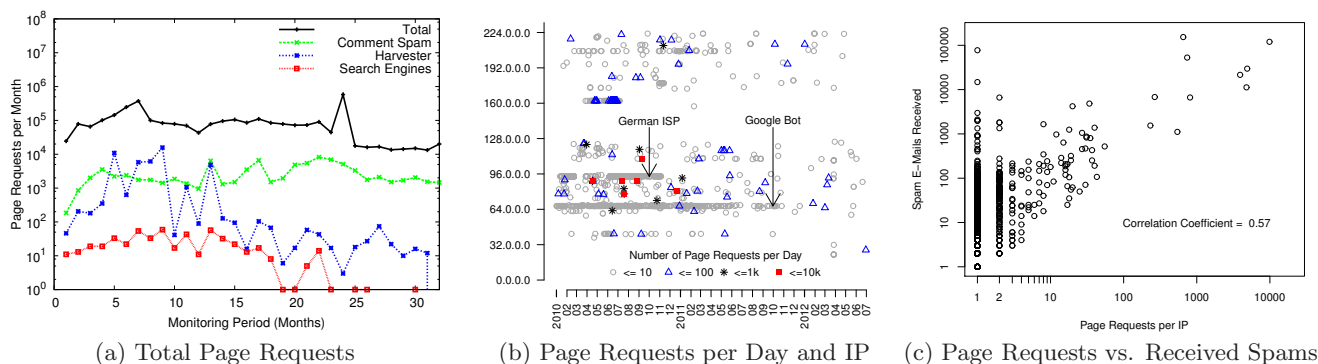 10^8
10^7
10^6
10^5
10^4
10^3
10^2
10^1
10^0
Page Requests per Month
Total
Comment Spam
Harvester
Search Engines
0 5 10 15 20 25 30
Monitoring Period (Months)
(a) Total Page Requests
224.0.0.0
192.0.0.0
160.0.0.0
128.0.0.0
96.0.0.0
64.0.0.0
32.0.0.0
0.0.0.0
German ISP
Google Bot
Number of Page Requests per Day
<= 10 <= 100 <=1k <=10k
2010
02
03
04
05
06
07
08
09
10
11
12
2011
02
03
04
05
06
06
09
10
11
12
02
03
04
05
06
07
(b) Page Requests per Day and IP
100000
10000
1000
100
10
1
Spam E-Mails Received
Correlation Coefficient = 0.57
1 2 10 100 1000 10000
Page Requests per IP
(c) Page Requests vs. Received Spams